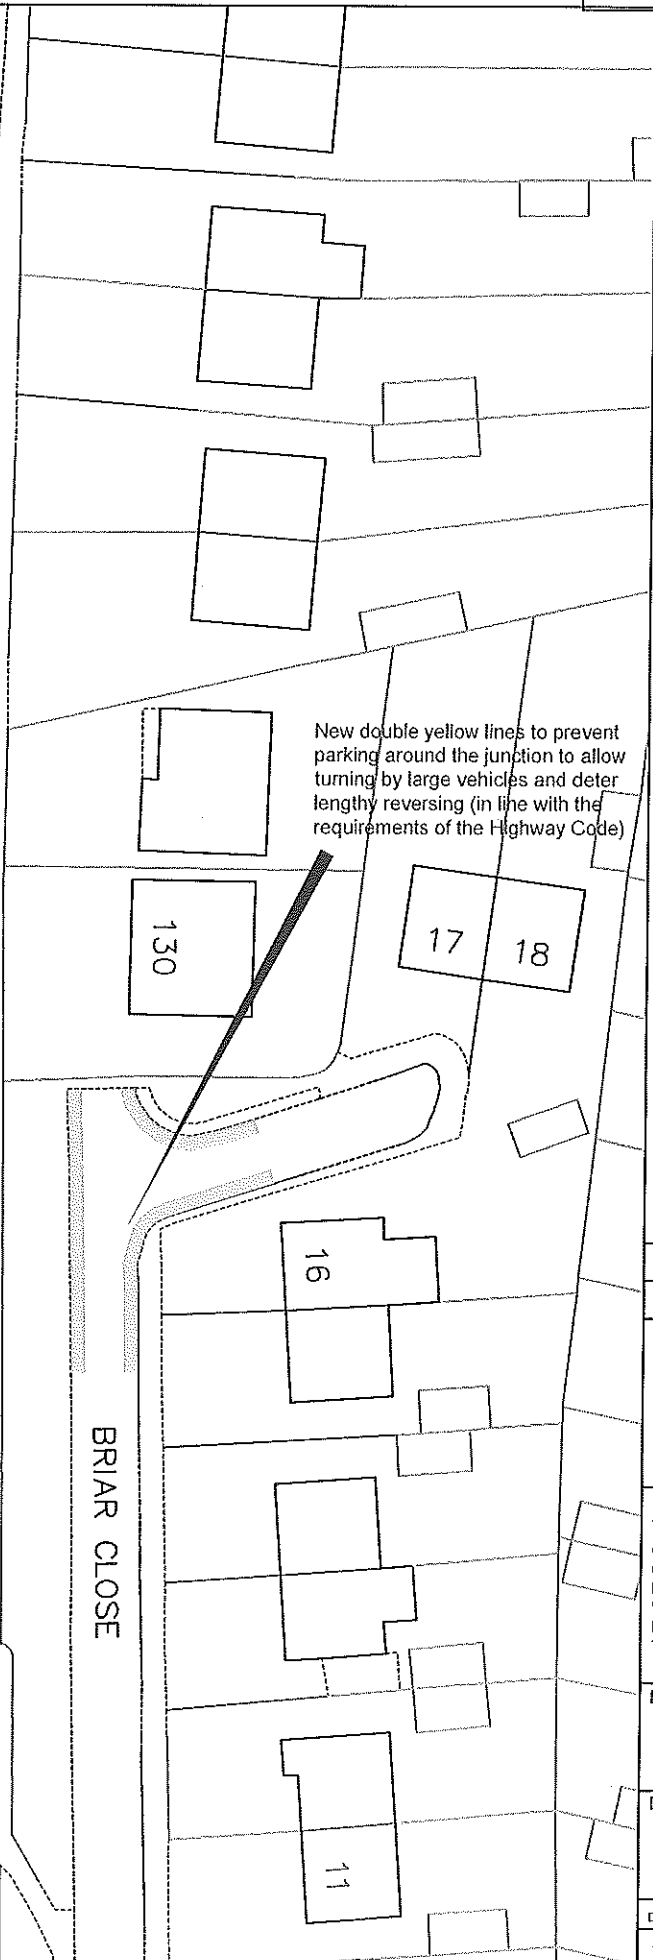 New double yellow lines to prevent
parking around the junction to allow
turning by large vehicles and deter
lengthy reversing (in line with the
requirements of the Highway Code)
130
17
18
16
BRIAR CLOSE
11